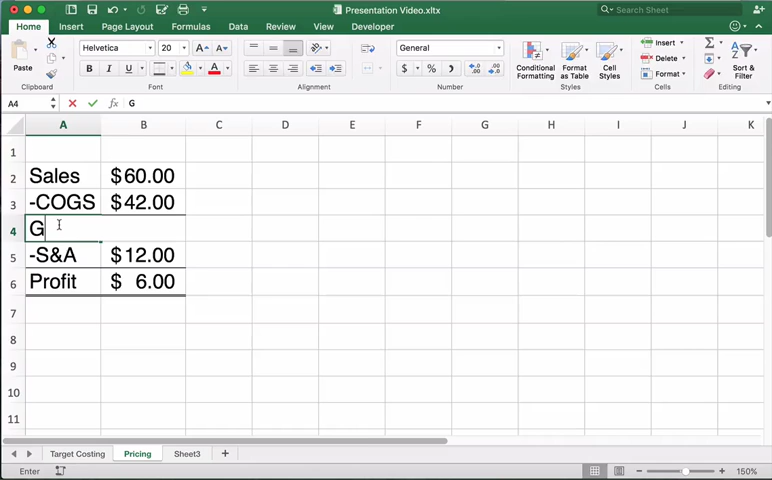 Presentation Video.xltx
Search Sheet
Home Insert Page Layout Formulas Data Review View Developer
Paste
Clipboard
Helvetica 20
B I U
Font
Alignment
General
$ % ,
Number
Conditional Formatting
Format as Table
Cell Styles
Styles
Insert
Delete
Format
Cells
Sort & Filter
Editing
A4 fx G
A B C D E F G H I J K
1
2 Sales $60.00
3 -COGS $42.00
4 G
5 -S&A $12.00
6 Profit $ 6.00
7
8
9
10
11
Target Costing Pricing Sheet3 +
Enter 150%